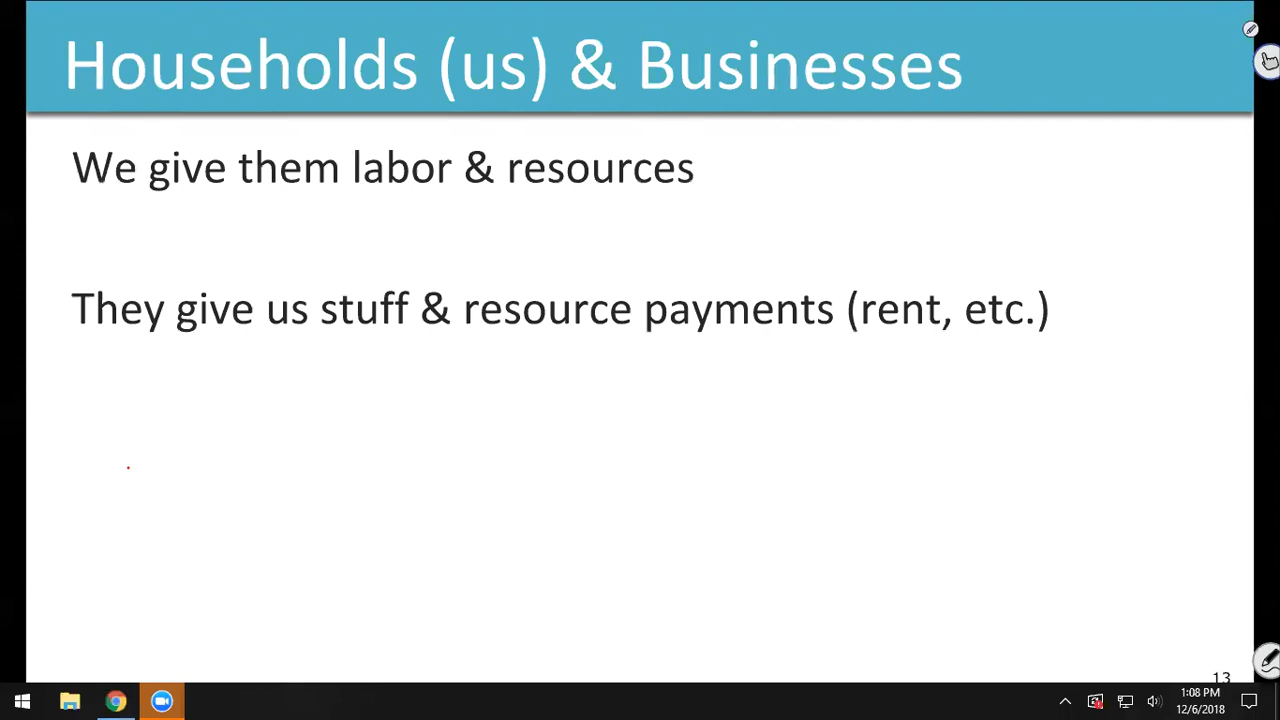 Households (us) & Businesses
We give them labor & resources
They give us stuff & resource payments (rent, etc.)
13
1:08 PM
12/6/2018